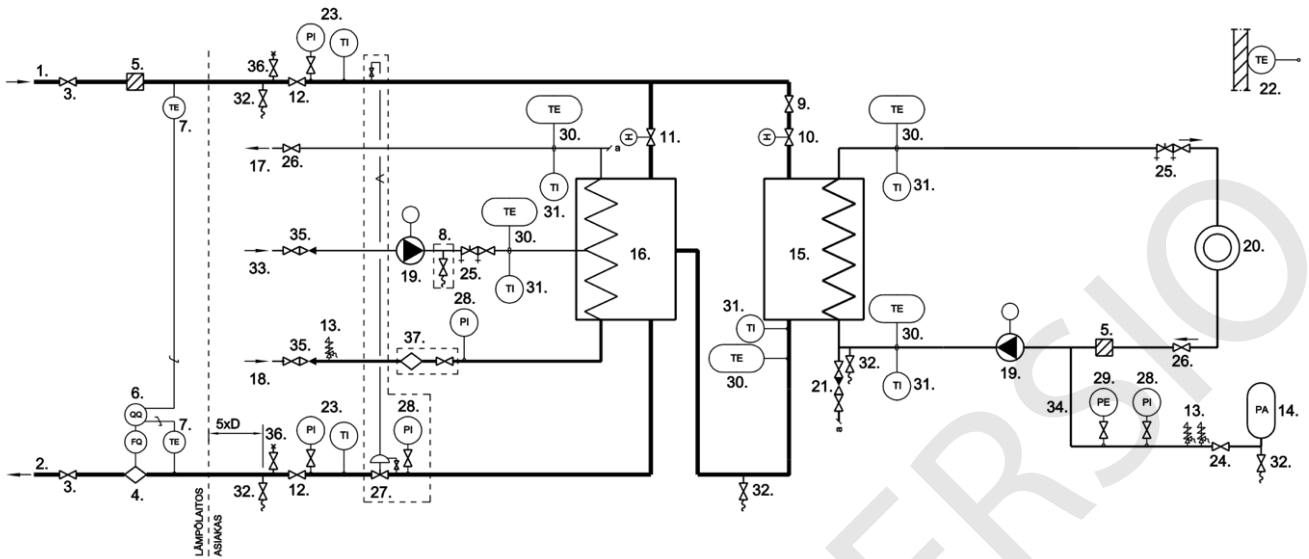 23.
36.
PI
TI
1.
5.
3.
32.
12.
TE
22.
TE
7.
TE
30.
H
11.
9.
H
10.
TE
30.
17.
26.
a
TI
31.
TI
31.
25.
TE
8.
30.
33.
35.
19.
25.
TI
31.
16.
15.
20.
28.
PI
13.
37.
18.
35.
31.
TI
TE
30.
TE
30.
32.
21.
a
TI
31.
19.
5.
26.
29.
PE
28.
PI
34.
13.
24.
PA
14.
32.
6.
QQ
7.
FQ
TE
5xD
36.
23.
PI
TI
28.
PI
2.
3.
4.
32.
12.
27.
32.
LÄMPÖLAITOS
ASIAKAS
ERSIO